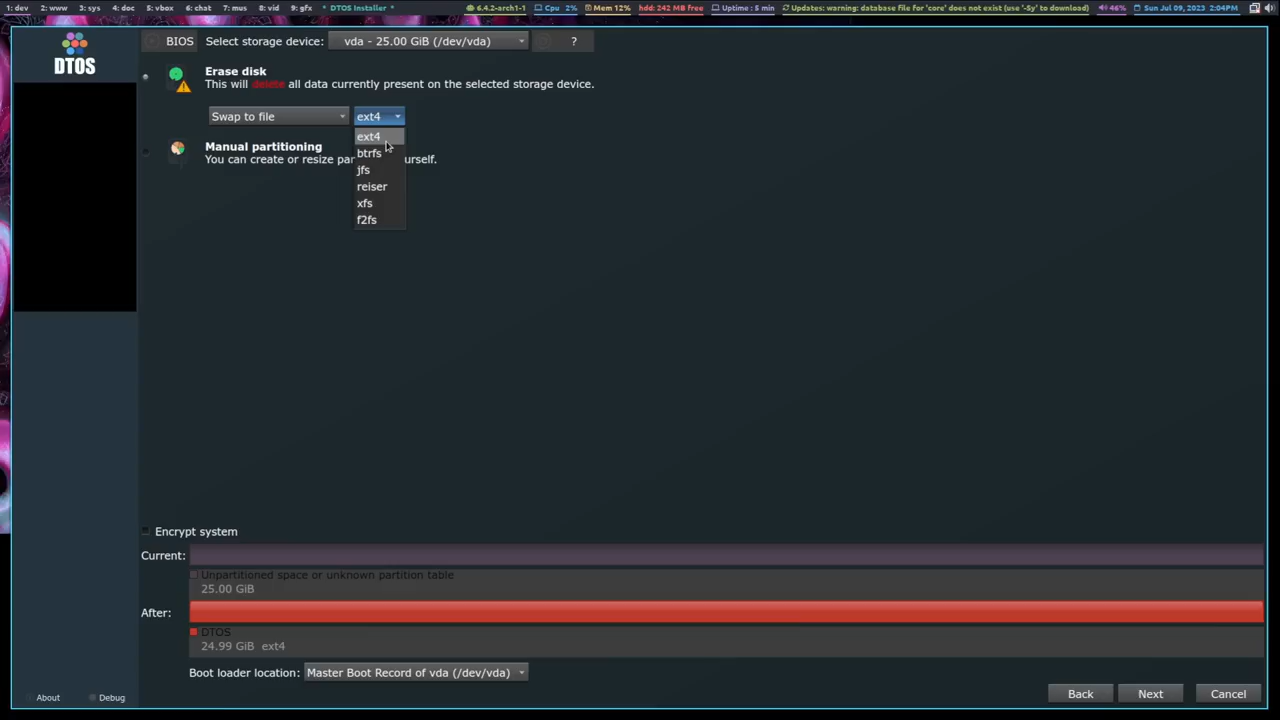 1: dev 2: www 3: sys 4: doc 5: vbox 6: chat 7: mus 8: vid 9: gfx * DTOS Installer * 6.4.2-arch1-1 Cpu 2% Mem 12% hdd: 242 MB free Uptime : 5 min Updates: warning: database file for 'core' does not exist (use '-Sy' to download) 46% Sun Jul 09, 2023 2:04PM
DTOS
BIOS Select storage device: vda - 25.00 GiB (/dev/vda) ?
Erase disk
This will delete all data currently present on the selected storage device.
Swap to file ext4
ext4
btrfs
jfs
reiser
xfs
f2fs
Manual partitioning
You can create or resize par urself.
Encrypt system
Current:
Unpartitioned space or unknown partition table
25.00 GiB
After:
DTOS
24.99 GiB ext4
Boot loader location: Master Boot Record of vda (/dev/vda)
About Debug Back Next Cancel